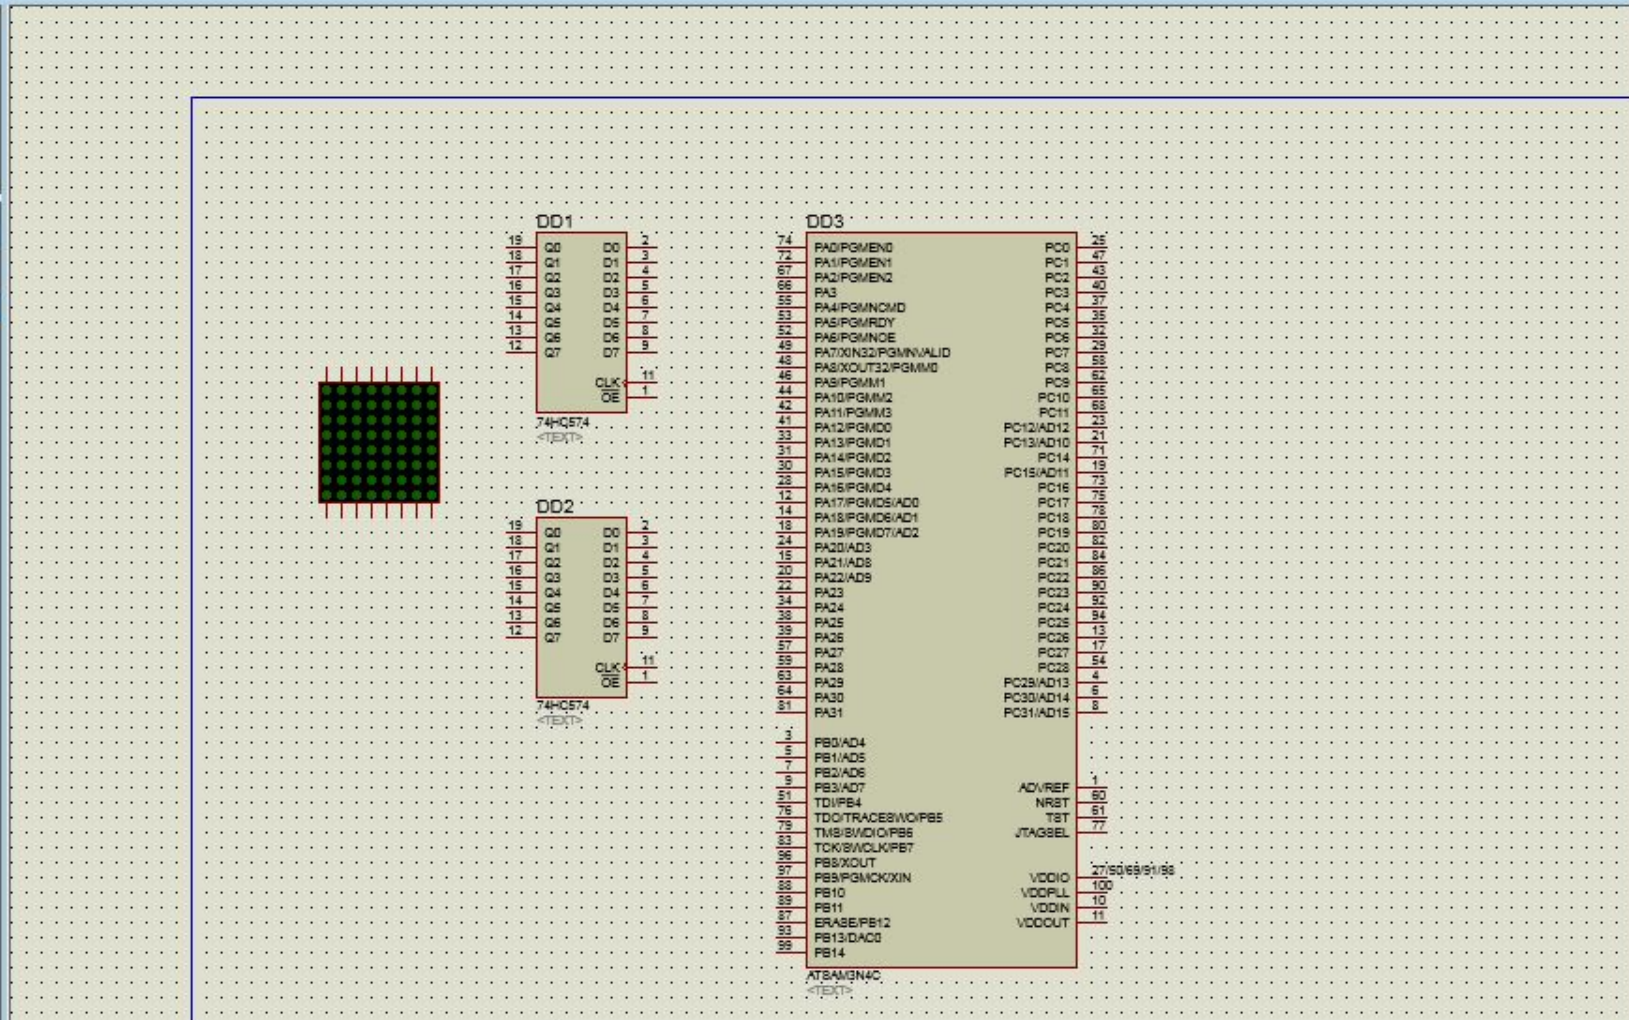 DD1
19 Q0 D0 2
18 Q1 D1 3
17 Q2 D2 4
16 Q3 D3 5
15 Q4 D4 6
14 Q5 D5 7
13 Q6 D6 8
12 Q7 D7 9
CLK 11
OE 1
74HC574
<TEXT>
DD2
19 Q0 D0 2
18 Q1 D1 3
17 Q2 D2 4
16 Q3 D3 5
15 Q4 D4 6
14 Q5 D5 7
13 Q6 D6 8
12 Q7 D7 9
CLK 11
OE 1
74HC574
<TEXT>
DD3
74 PA0/PGMEN0 PC0 25
72 PA1/PGMEN1 PC1 47
67 PA2/PGMEN2 PC2 43
66 PA3 PC3 40
55 PA4/PGMNCMD PC4 37
53 PA5/PGMRDY PC5 35
52 PA6/PGMNOE PC6 32
49 PA7/XIN32/PGMNVALID PC7 29
48 PA8/XOUT32/PGMM0 PC8 58
46 PA9/PGMM1 PC9 62
44 PA10/PGMM2 PC10 65
42 PA11/PGMM3 PC11 68
41 PA12/PGMD0 PC12/AD12 23
33 PA13/PGMD1 PC13/AD10 21
31 PA14/PGMD2 PC14 71
30 PA15/PGMD3 PC15/AD11 19
28 PA16/PGMD4 PC16 73
12 PA17/PGMD5/AD0 PC17 75
14 PA18/PGMD6/AD1 PC18 78
18 PA19/PGMD7/AD2 PC19 80
24 PA20/AD3 PC20 82
15 PA21/AD8 PC21 84
20 PA22/AD9 PC22 86
22 PA23 PC23 90
34 PA24 PC24 92
38 PA25 PC25 94
39 PA26 PC26 13
57 PA27 PC27 17
59 PA28 PC28 54
63 PA29 PC29/AD13 4
64 PA30 PC30/AD14 6
81 PA31 PC31/AD15 8
3 PB0/AD4
5 PB1/AD5
7 PB2/AD6
9 PB3/AD7 ADVREF 1
51 TDI/PB4 NRST 60
76 TDO/TRACESWO/PB5 TST 61
79 TMS/SWDIO/PB6 JTAGSEL 77
83 TCK/SWCLK/PB7
96 PB8/XOUT
97 PB9/PGMCK/XIN VDDIO 27/50/69/91/98
88 PB10 VDDPLL 100
89 PB11 VDDIN 10
87 ERASE/PB12 VDDOUT 11
93 PB13/DAC0
99 PB14
ATSAM3N4C
<TEXT>